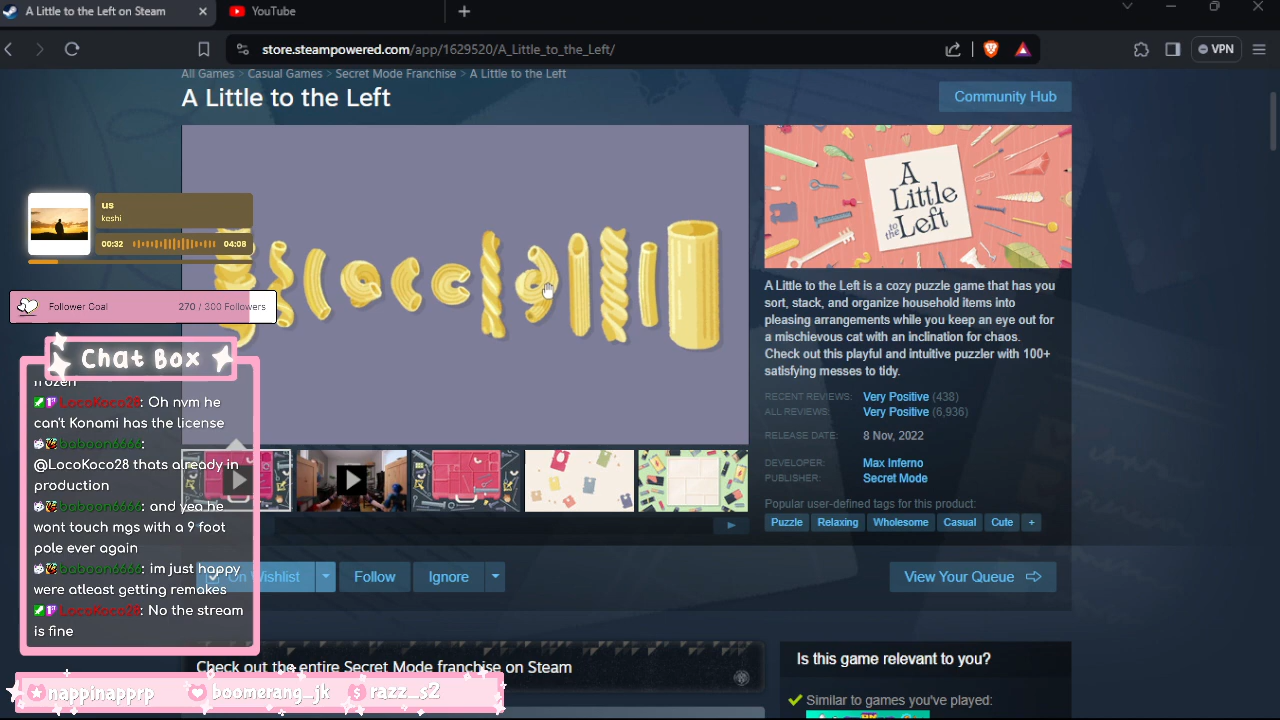 A Little to the Left on Steam
YouTube
store.steampowered.com/app/1629520/A_Little_to_the_Left/
VPN
All Games > Casual Games > Secret Mode Franchise > A Little to the Left
A Little to the Left
Community Hub
us
keshi
00:32
04:08
Follower Goal
270 / 300 Followers
Chat Box
frozen
LocoKoco28: Oh nvm he
can't Konami has the license
baboon6666:
@LocoKoco28 thats already in
production
baboon6666: and yea he
wont touch mgs with a 9 foot
pole ever again
baboon6666: im just happy
were atleast getting remakes
LocoKoco28: No the stream
is fine
A
Little
to the
Left
A Little to the Left is a cozy puzzle game that has you
sort, stack, and organize household items into
pleasing arrangements while you keep an eye out for
a mischievous cat with an inclination for chaos.
Check out this playful and intuitive puzzler with 100+
satisfying messes to tidy.
RECENT REVIEWS: Very Positive (438)
ALL REVIEWS: Very Positive (6,936)
RELEASE DATE: 8 Nov, 2022
DEVELOPER: Max Inferno
PUBLISHER: Secret Mode
Popular user-defined tags for this product:
Puzzle
Relaxing
Wholesome
Casual
Cute
+
On Wishlist
Follow
Ignore
View Your Queue
Check out the entire Secret Mode franchise on Steam
Is this game relevant to you?
Similar to games you've played:
nappinapprp
boomerang_jk
razz_s2